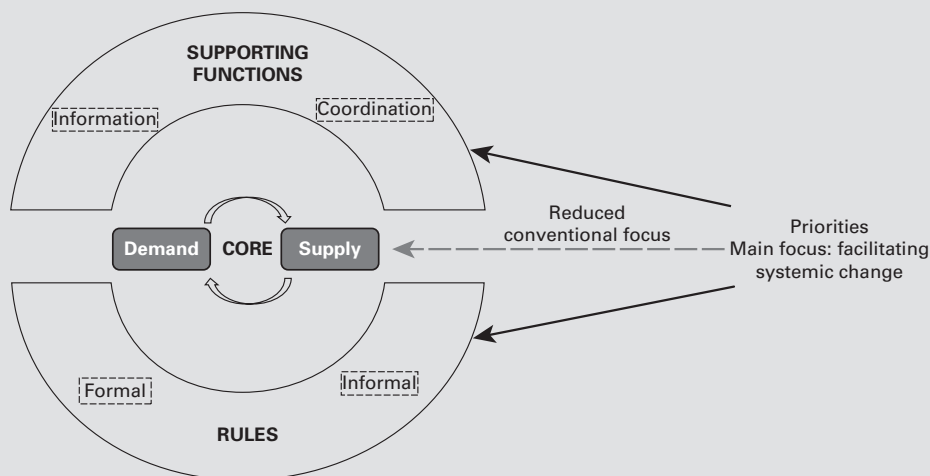 SUPPORTING
FUNCTIONS
Information
Coordination
Demand
CORE
Supply
Reduced
conventional focus
Priorities
Main focus: facilitating
systemic change
Formal
Informal
RULES